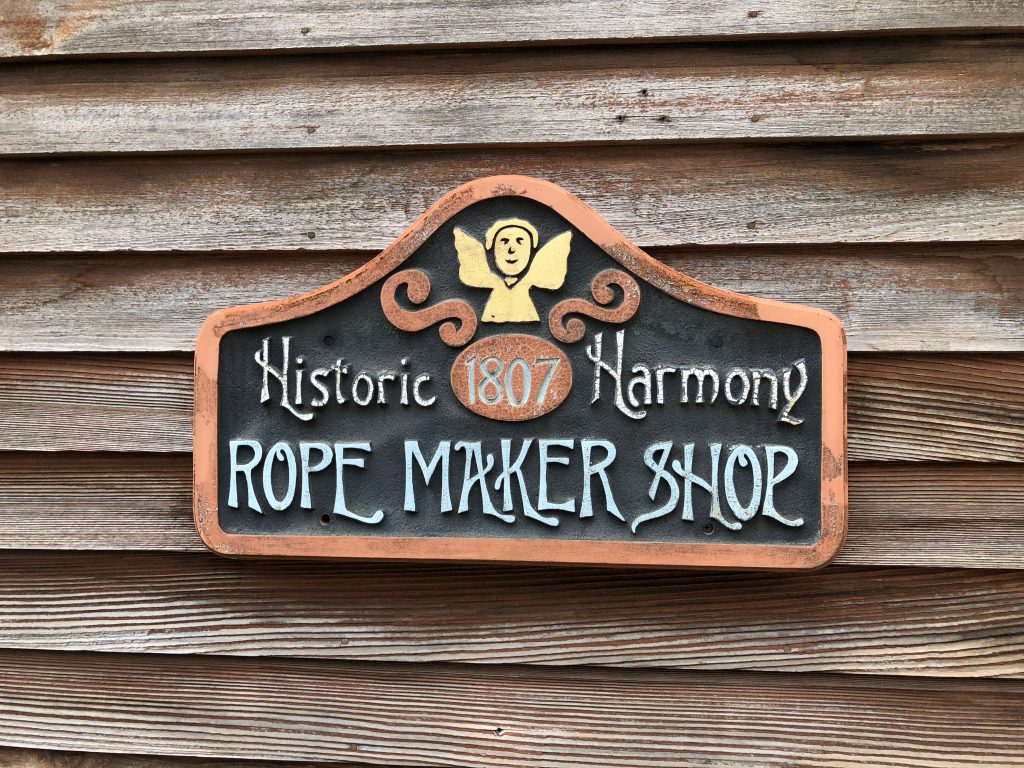 Historic 1807 Harmony
ROPE MAKER SHOP